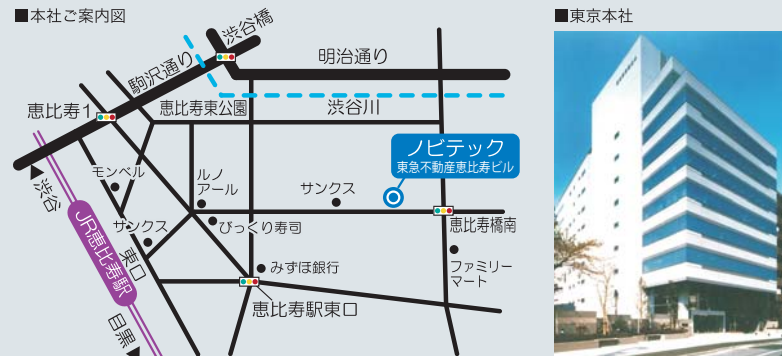 ■本社ご案内図
■東京本社
渋谷橋
駒沢通り
明治通り
恵比寿1
恵比寿東公園
渋谷川
ノビテック
東急不動産恵比寿ビル
モンベル
ルノ
アール
サンクス
渋谷
サンクス
びっくり寿司
恵比寿橋南
JR恵比寿駅
東口
みずほ銀行
ファミリー
マート
恵比寿駅東口
目黒